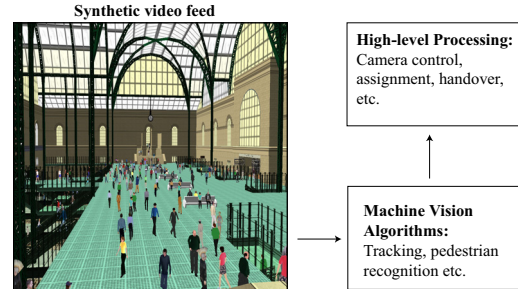 Synthetic video feed
High-level Processing:
Camera control,
assignment, handover,
etc.
Machine Vision
Algorithms:
Tracking, pedestrian
recognition etc.